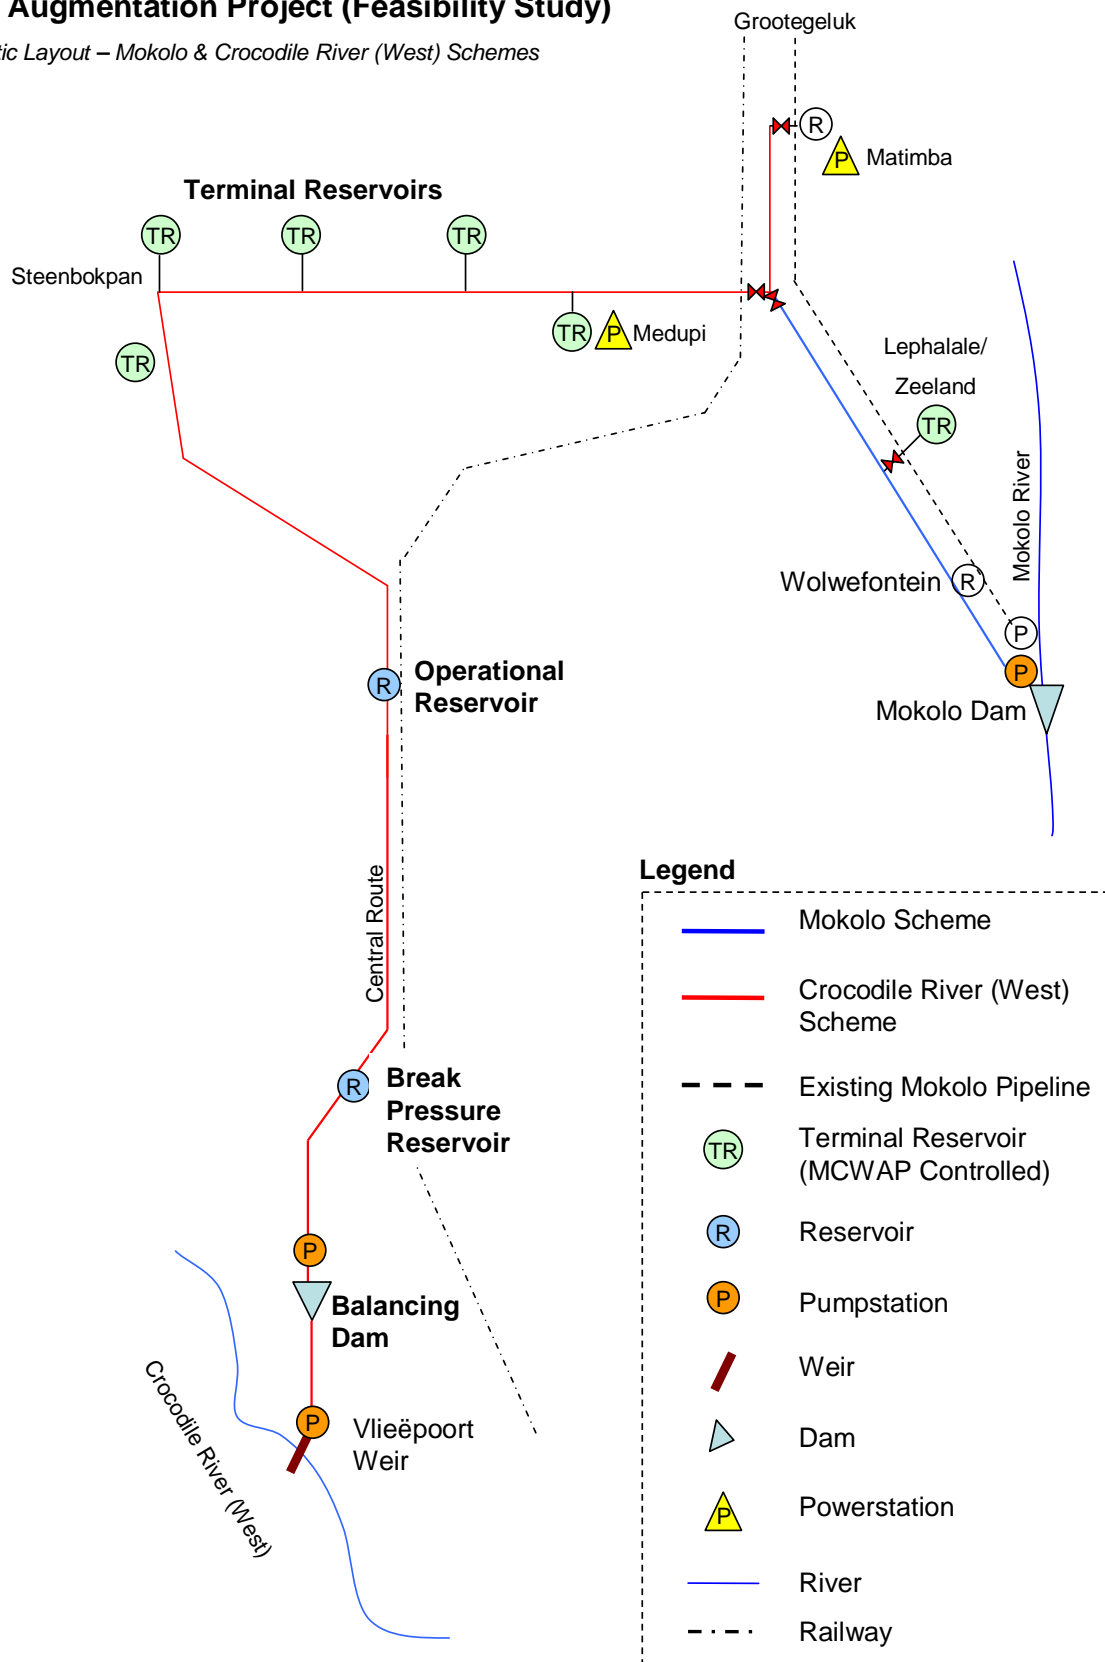 Augmentation Project (Feasibility Study)
tic Layout – Mokolo & Crocodile River (West) Schemes
Grootegeluk
R
P
Matimba
Terminal Reservoirs
TR
TR
TR
Steenbokpan
TR
P
Medupi
TR
Lephalale/
Zeeland
TR
Mokolo River
Wolwefontein
R
P
P
Mokolo Dam
R
Operational
Reservoir
Central Route
R
Break
Pressure
Reservoir
P
Balancing
Dam
P
Vlieëpoort
Weir
Crocodile River (West)
Legend
Mokolo Scheme
Crocodile River (West)
Scheme
Existing Mokolo Pipeline
TR
Terminal Reservoir
(MCWAP Controlled)
R
Reservoir
P
Pumpstation
Weir
Dam
P
Powerstation
River
Railway